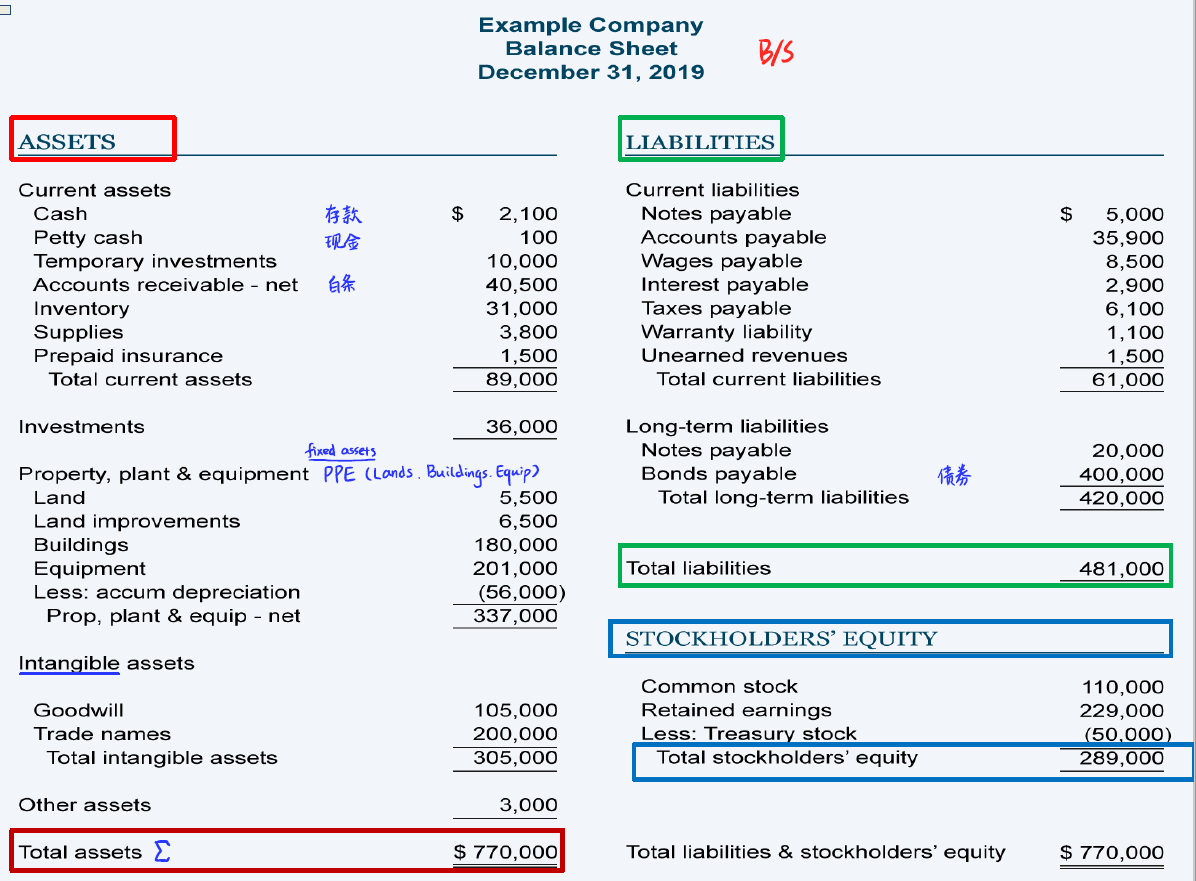 Example Company
Balance Sheet
December 31, 2019
B/S
ASSETS
Current assets
Cash 存款 $ 2,100
Petty cash 现金 100
Temporary investments 10,000
Accounts receivable - net 白条 40,500
Inventory 31,000
Supplies 3,800
Prepaid insurance 1,500
Total current assets 89,000
Investments 36,000
fixed assets
Property, plant & equipment PPE (Lands. Buildings. Equip)
Land 5,500
Land improvements 6,500
Buildings 180,000
Equipment 201,000
Less: accum depreciation (56,000)
Prop, plant & equip - net 337,000
Intangible assets
Goodwill 105,000
Trade names 200,000
Total intangible assets 305,000
Other assets 3,000
Total assets Σ $ 770,000
LIABILITIES
Current liabilities
Notes payable $ 5,000
Accounts payable 35,900
Wages payable 8,500
Interest payable 2,900
Taxes payable 6,100
Warranty liability 1,100
Unearned revenues 1,500
Total current liabilities 61,000
Long-term liabilities
Notes payable 20,000
Bonds payable 债券 400,000
Total long-term liabilities 420,000
Total liabilities 481,000
STOCKHOLDERS' EQUITY
Common stock 110,000
Retained earnings 229,000
Less: Treasury stock (50,000)
Total stockholders' equity 289,000
Total liabilities & stockholders' equity $ 770,000